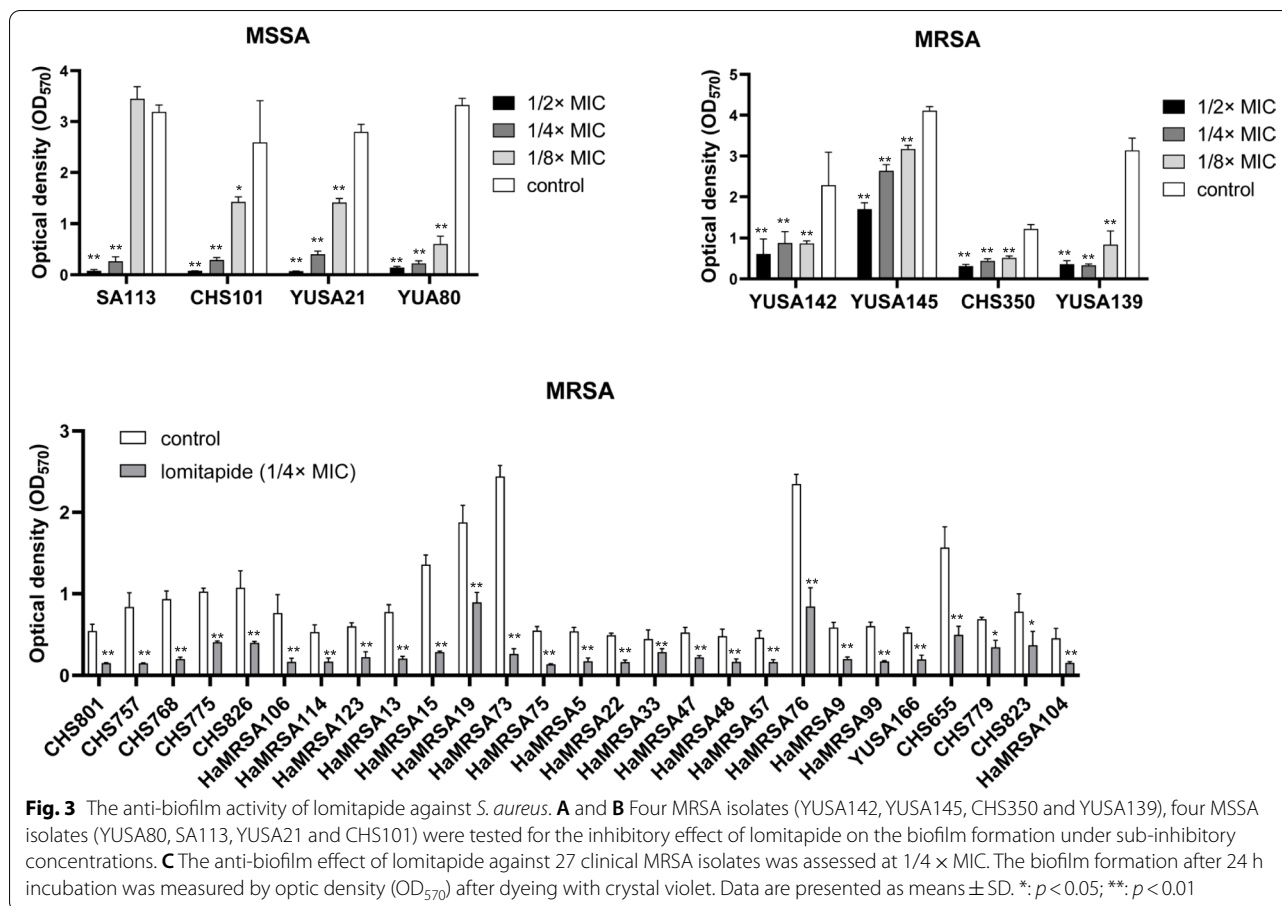 MSSA
Optical density (OD570)
4
3
2
1
0
** ** ** ** * ** ** ** ** ** **
SA113 CHS101 YUSA21 YUA80
1/2× MIC
1/4× MIC
1/8× MIC
control
MRSA
Optical density (OD570)
5
4
3
2
1
0
** ** ** ** ** ** ** ** ** ** ** **
YUSA142 YUSA145 CHS350 YUSA139
1/2× MIC
1/4× MIC
1/8× MIC
control
MRSA
Optical density (OD570)
3
2
1
0
control
lomitapide (1/4× MIC)
** ** ** ** ** ** ** ** ** ** ** ** ** ** ** ** ** ** ** ** ** ** ** ** * * **
CHS801 CHS757 CHS768 CHS775 CHS826 HaMRSA106 HaMRSA114 HaMRSA123 HaMRSA13 HaMRSA15 HaMRSA19 HaMRSA73 HaMRSA75 HaMRSA5 HaMRSA22 HaMRSA33 HaMRSA47 HaMRSA48 HaMRSA57 HaMRSA76 HaMRSA9 HaMRSA99 YUSA166 CHS655 CHS779 CHS823 HaMRSA104
Fig. 3 The anti-biofilm activity of lomitapide against S. aureus. A and B Four MRSA isolates (YUSA142, YUSA145, CHS350 and YUSA139), four MSSA
isolates (YUSA80, SA113, YUSA21 and CHS101) were tested for the inhibitory effect of lomitapide on the biofilm formation under sub-inhibitory
concentrations. C The anti-biofilm effect of lomitapide against 27 clinical MRSA isolates was assessed at 1/4 × MIC. The biofilm formation after 24 h
incubation was measured by optic density (OD570) after dyeing with crystal violet. Data are presented as means ± SD. *: p < 0.05; **: p < 0.01